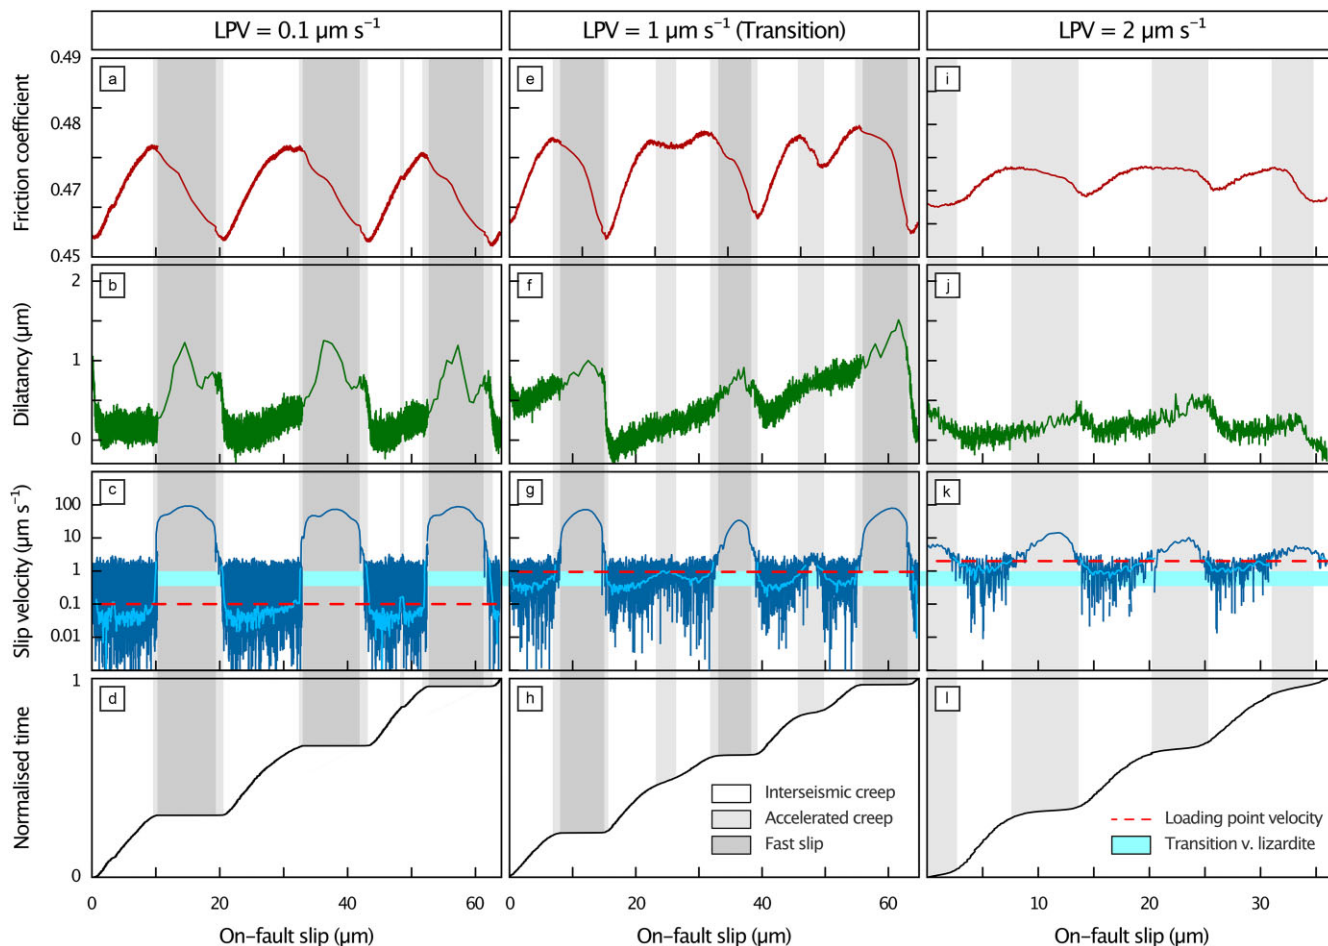 LPV = 0.1 µm s⁻¹
LPV = 1 µm s⁻¹ (Transition)
LPV = 2 µm s⁻¹
Friction coefficient
0.49
0.48
0.47
0.45
a
e
i
Dilatancy (µm)
2
1
0
b
f
j
Slip velocity (µm s⁻¹)
100
10
1
0.1
0.01
c
g
k
Normalised time
1
0
d
h
l
Interseismic creep
Accelerated creep
Fast slip
Loading point velocity
Transition v. lizardite
0 20 40 60
0 20 40 60
10 20 30
On-fault slip (µm)
On-fault slip (µm)
On-fault slip (µm)